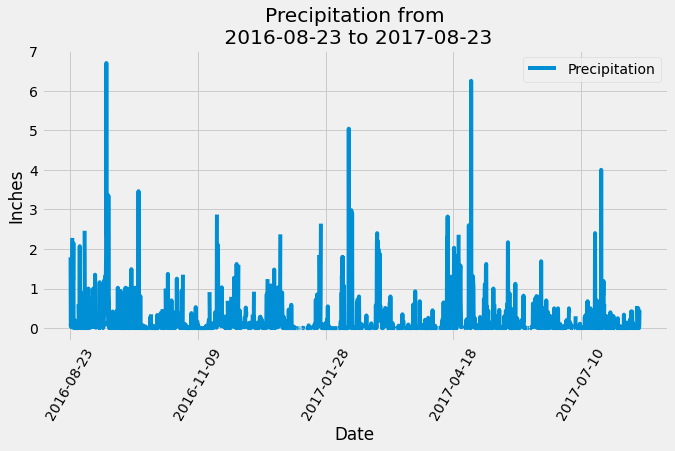 Precipitation from
2016-08-23 to 2017-08-23
Precipitation
7
6
5
4
3
2
1
0
Inches
2016-08-23
2016-11-09
2017-01-28
2017-04-18
2017-07-10
Date